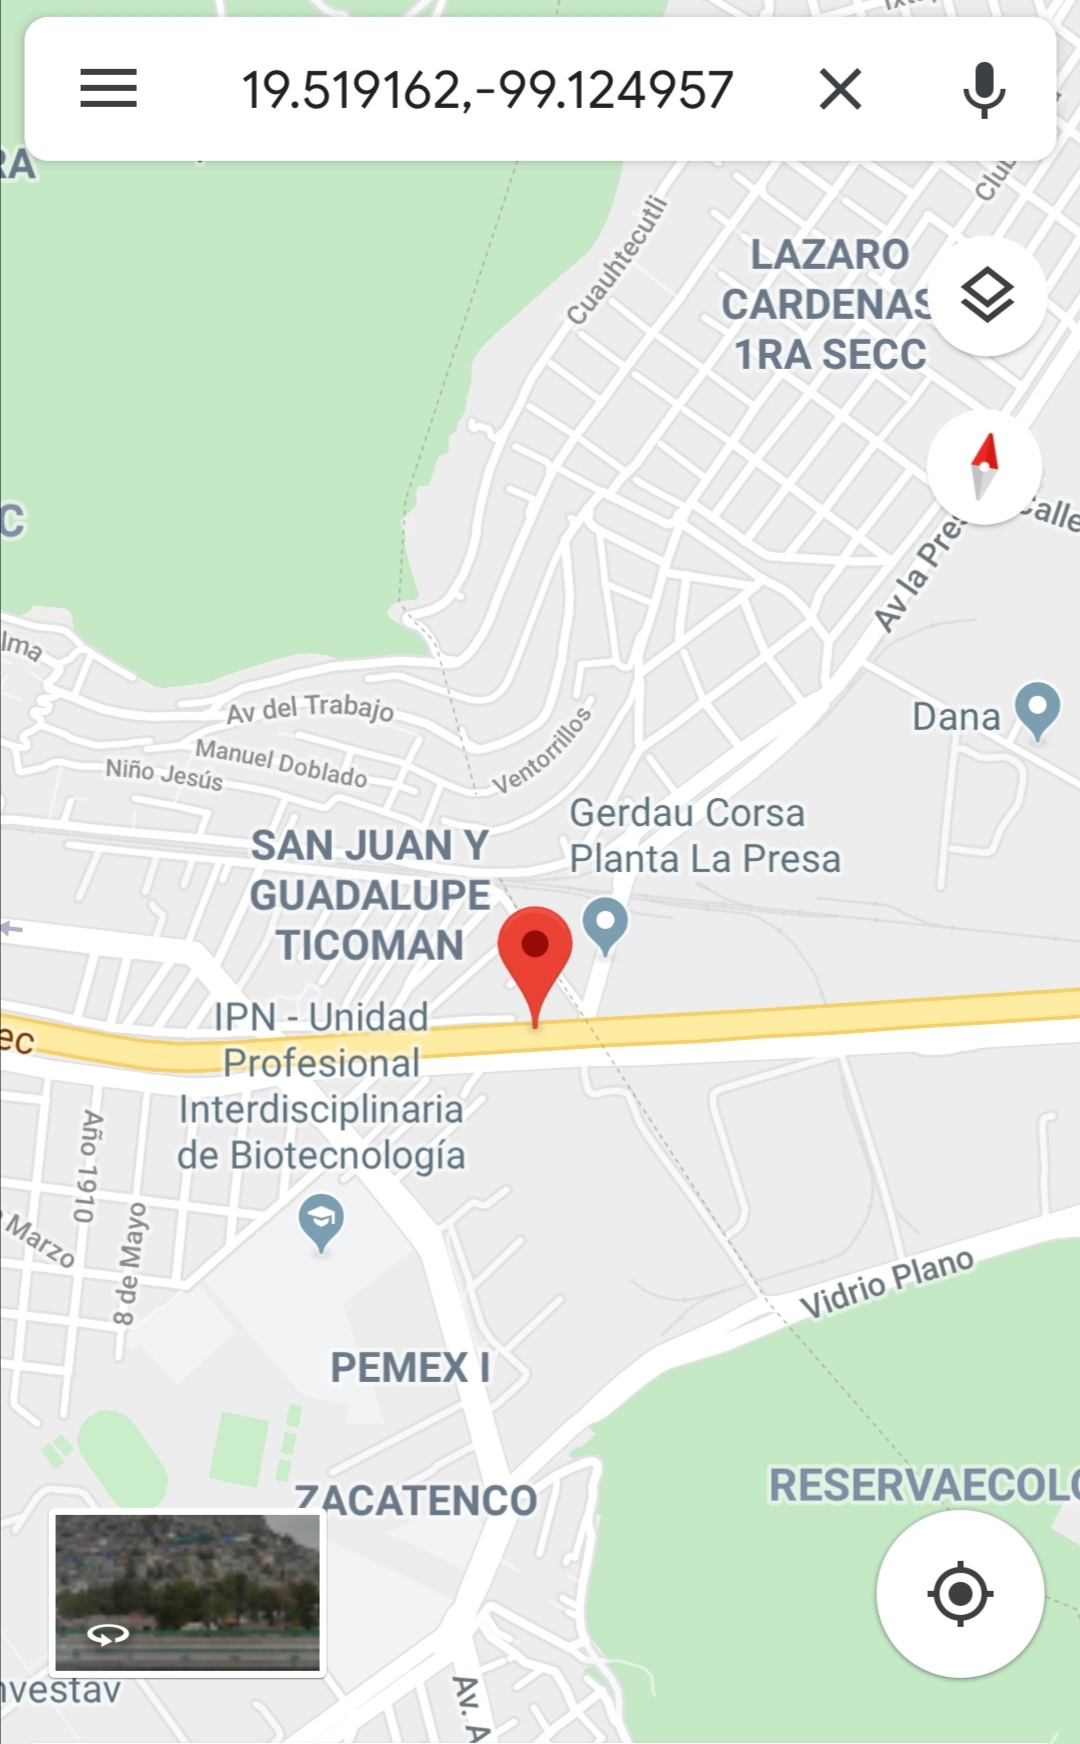 19.519162,-99.124957
RA
Club
Cuauhtecutli
LAZARO
CARDENAS
1RA SECC
C
Calle
Av la Pres
lma
Av del Trabajo
Dana
Manuel Doblado
Niño Jesús
Ventorrillos
Gerdau Corsa
Planta La Presa
SAN JUAN Y
GUADALUPE
TICOMAN
IPN - Unidad
Profesional
Interdisciplinaria
de Biotecnología
ec
Año 1910
8 de Mayo
Marzo
Vidrio Plano
PEMEX I
ZACATENCO
RESERVAECOLO
nvestav
Av. A